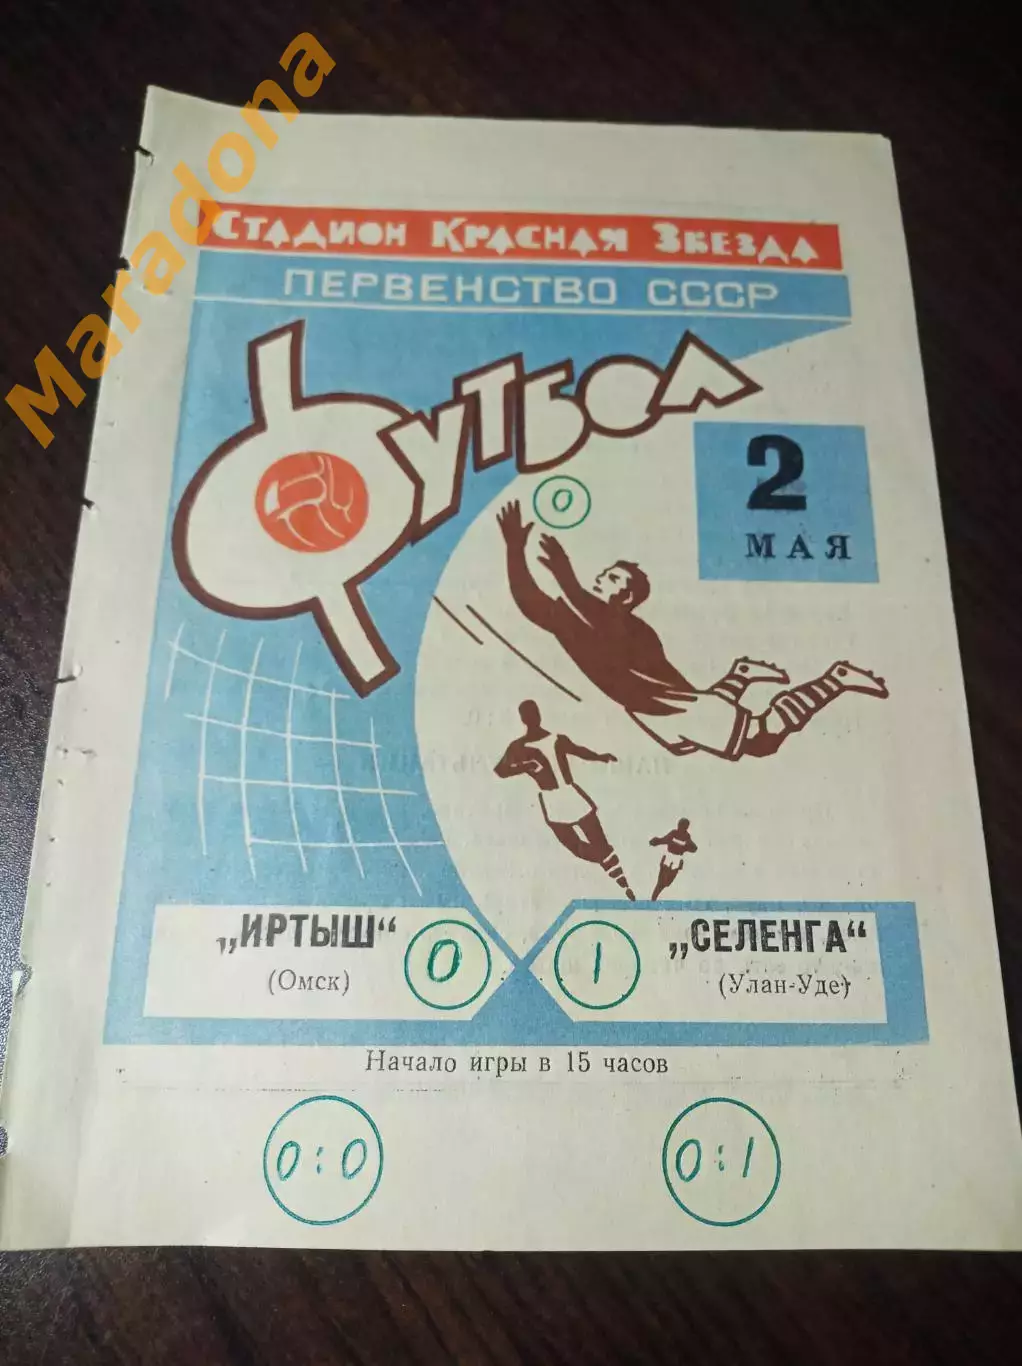 Maradona
СТАДИОН КРАСНАЯ ЗВЕЗДА
ПЕРВЕНСТВО СССР
ФУТБОЛ
2
МАЯ
0
„ИРТЫШ“ 0 1 „СЕЛЕНГА“
(Омск) (Улан-Уде)
Начало игры в 15 часов
0:0 0:1